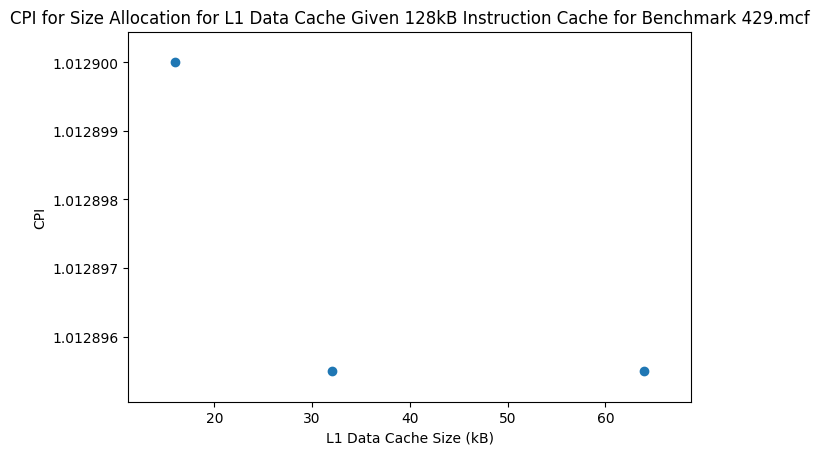 CPI for Size Allocation for L1 Data Cache Given 128kB Instruction Cache for Benchmark 429.mcf
1.012900
1.012899
1.012898
CPI
1.012897
1.012896
20 30 40 50 60
L1 Data Cache Size (kB)